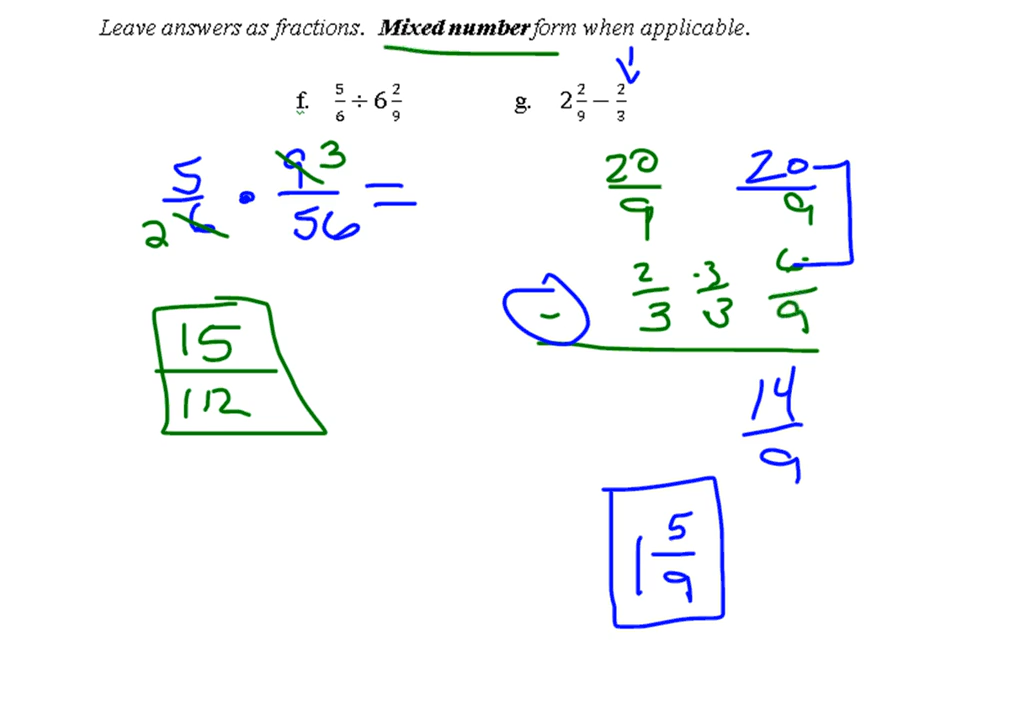 Leave answers as fractions. Mixed number form when applicable.
f. 5/6 ÷ 6 2/9
g. 2 2/9 − 2/3
5/6 · 9/56 =
2 3
15/112
20/9 20/9
- 2/3 · 3/3 6/9
14/9
1 5/9